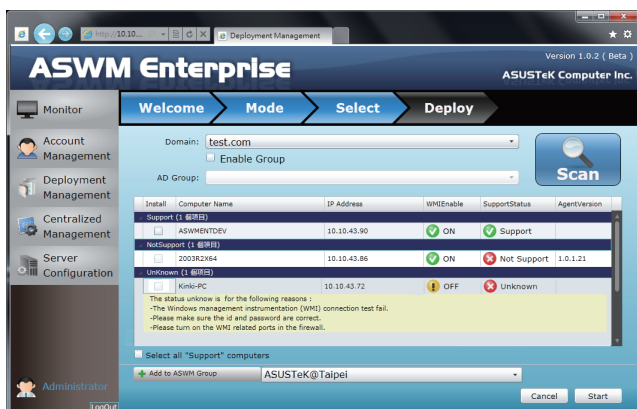 http://10.10...
Deployment Management
Version 1.0.2 ( Beta )
ASWM Enterprise
ASUSTeK Computer Inc.
Monitor
Account Management
Deployment Management
Centralized Management
Server Configuration
Administrator
LogOut
Welcome Mode Select Deploy
Domain: test.com
Enable Group
AD Group:
Scan
Install Computer Name IP Address WMIEnable SupportStatus AgentVersion
Support (1 個項目)
ASWMENTDEV 10.10.43.90 ON Support
NotSupport (1 個項目)
2003R2X64 10.10.43.86 ON Not Support 1.0.1.21
UnKnown (1 個項目)
Kinki-PC 10.10.43.72 OFF Unknown
The status unknow is for the following reasons :
-The Windows management instrumentation (WMI) connection test fail.
-Please make sure the id and password are correct.
-Please turn on the WMI related ports in the firewall.
Select all "Support" computers
Add to ASWM Group ASUSTeK@Taipei
Cancel Start